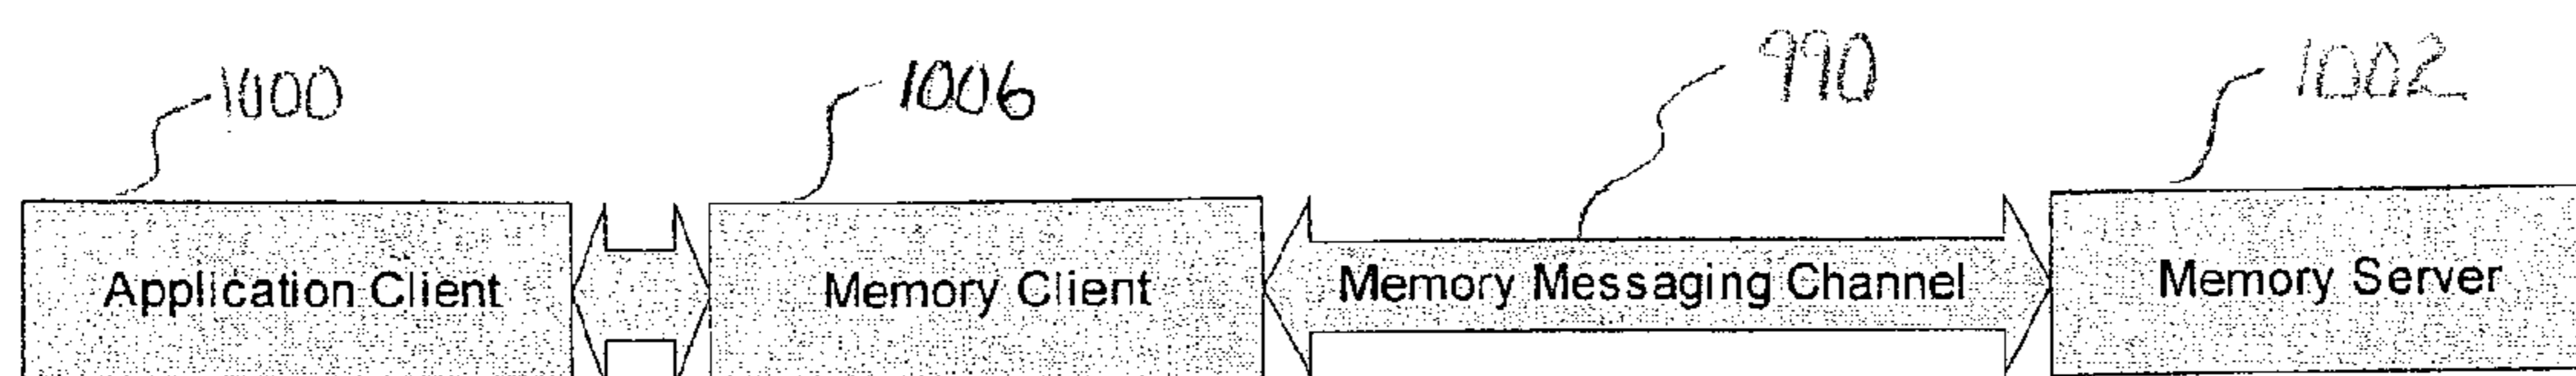 1000 1006 990 1002
Application Client Memory Client Memory Messaging Channel Memory Server